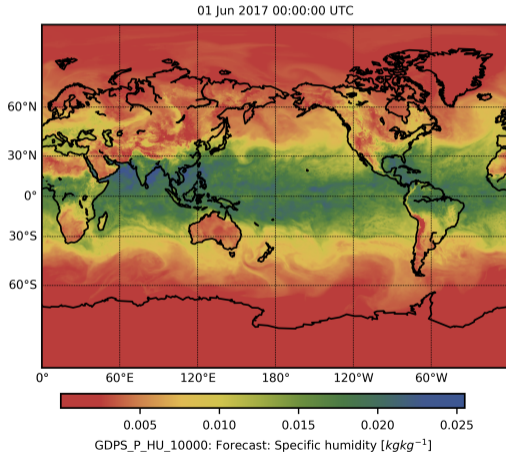 01 Jun 2017 00:00:00 UTC
60°N
30°N
0°
30°S
60°S
0° 60°E 120°E 180° 120°W 60°W
0.005 0.010 0.015 0.020 0.025
GDPS_P_HU_10000: Forecast: Specific humidity [kgkg⁻¹]